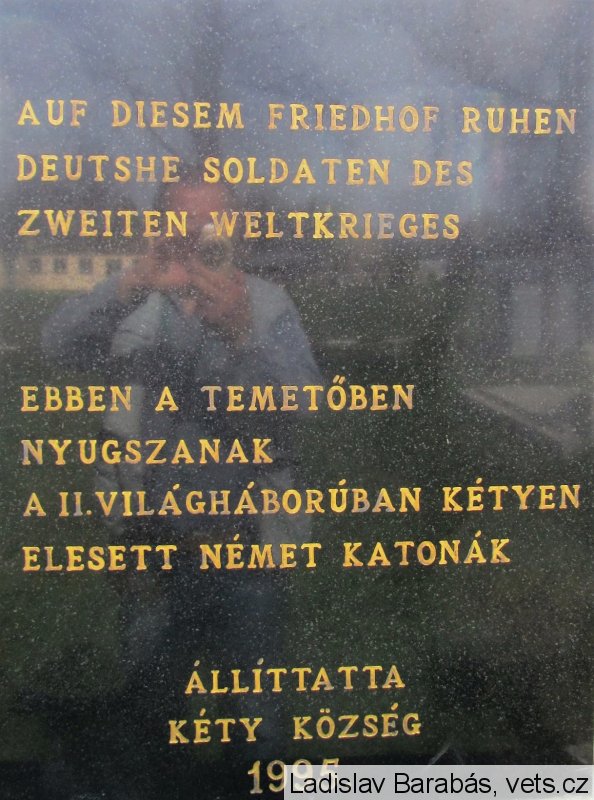 AUF DIESEM FRIEDHOF RUHEN
DEUTSHE SOLDATEN DES
ZWEITEN WELTKRIEGES
EBBEN A TEMETŐBEN
NYUGSZANAK
A II.VILÁGHÁBORÚBAN KÉTYEN
ELESETT NÉMET KATONÁK
ÁLLÍTTATTA
KÉTY KÖZSÉG
1995
Ladislav Barabás, vets.cz